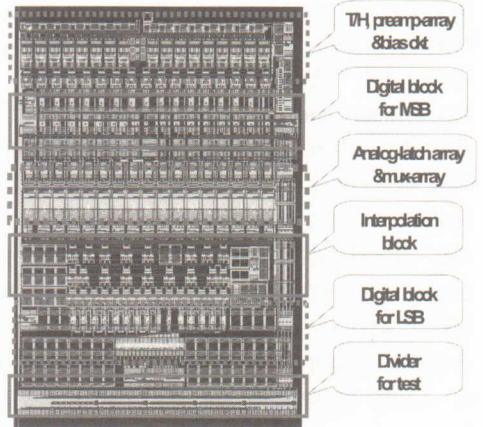 T/H, preamp-array
&bias ckt
Digital block
for MSB
Analog-latch array
&mux-array
Interpolation
block
Digital block
for LSB
Divider
for test